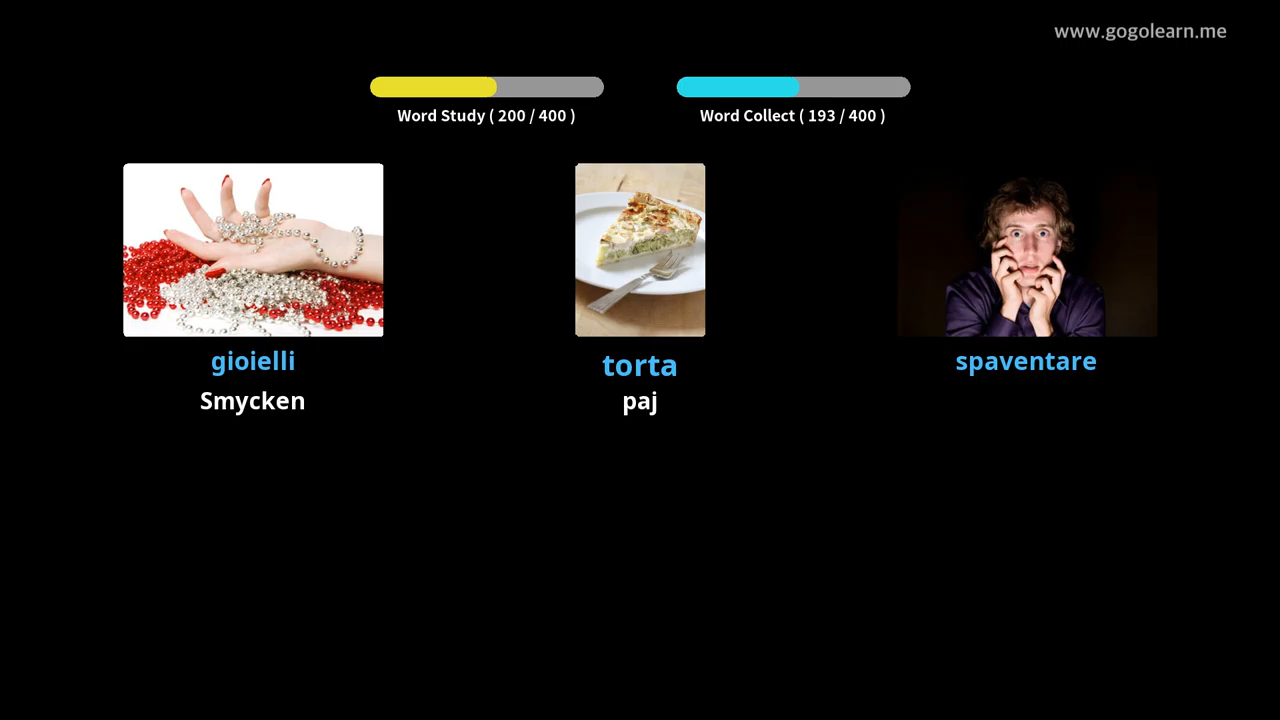 www.gogolearn.me
Word Study ( 200 / 400 )
Word Collect ( 193 / 400 )
gioielli
torta
spaventare
Smycken
paj